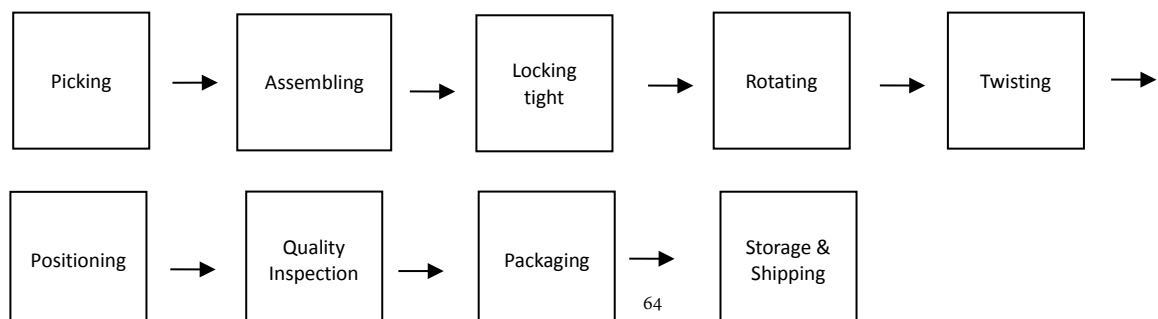 Picking
Assembling
Locking
tight
Rotating
Twisting
Positioning
Quality
Inspection
Packaging
Storage &
Shipping
64